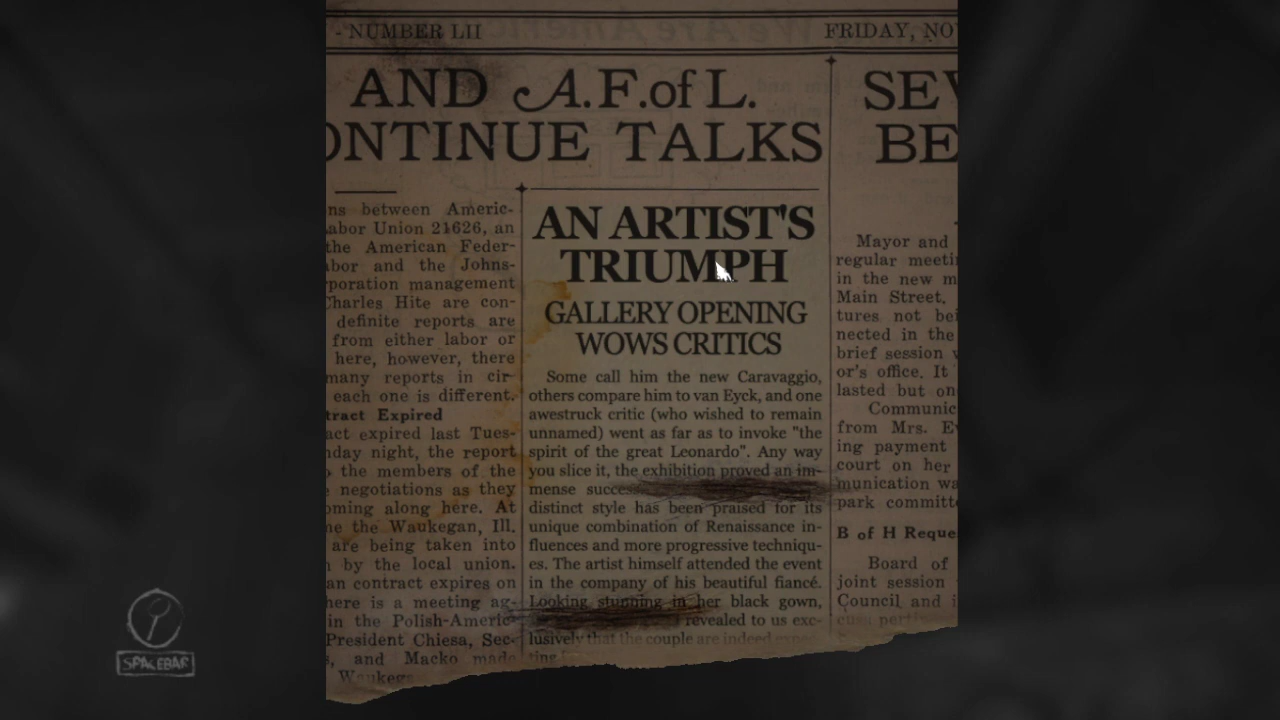 - NUMBER LII
FRIDAY, NO
AND A.F.of L.
ONTINUE TALKS
SEV
BE
ns between Americ-
abor Union 21626, an
the American Feder-
bor and the Johns-
rporation management
Charles Hite are con-
definite reports are
from either labor or
here, however, there
many reports in cir-
each one is different.
tract Expired
act expired last Tues-
day night, the report
the members of the
negotiations as they
oming along here. At
e the Waukegan, Ill.
are being taken into
by the local union.
an contract expires on
here is a meeting ag-
in the Polish-Americ-
President Chiesa, Sec-
, and Macko made
Waukega
AN ARTIST'S
TRIUMPH
GALLERY OPENING
WOWS CRITICS
Some call him the new Caravaggio,
others compare him to van Eyck, and one
awestruck critic (who wished to remain
unnamed) went as far as to invoke "the
spirit of the great Leonardo". Any way
you slice it, the exhibition proved an im-
mense succes
distinct style has been praised for its
unique combination of Renaissance in-
fluences and more progressive techniqu-
es. The artist himself attended the event
in the company of his beautiful fiancé.
Looking stunning in her black gown,
revealed to us exc-
lusively that the couple are indeed expec-
ting
Mayor and
regular meeti
in the new m
Main Street.
tures not bei
nected in the
brief session w
or's office. It
lasted but on
Communic
from Mrs. Ev
ing payment
court on her
munication wa
park committe
B of H Reque
Board of
joint session
Council and i
SPACEBAR